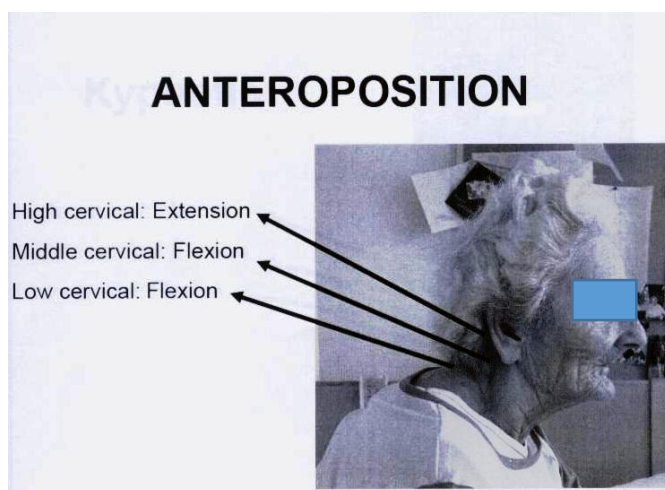 ANTEROPOSITION
High cervical: Extension
Middle cervical: Flexion
Low cervical: Flexion